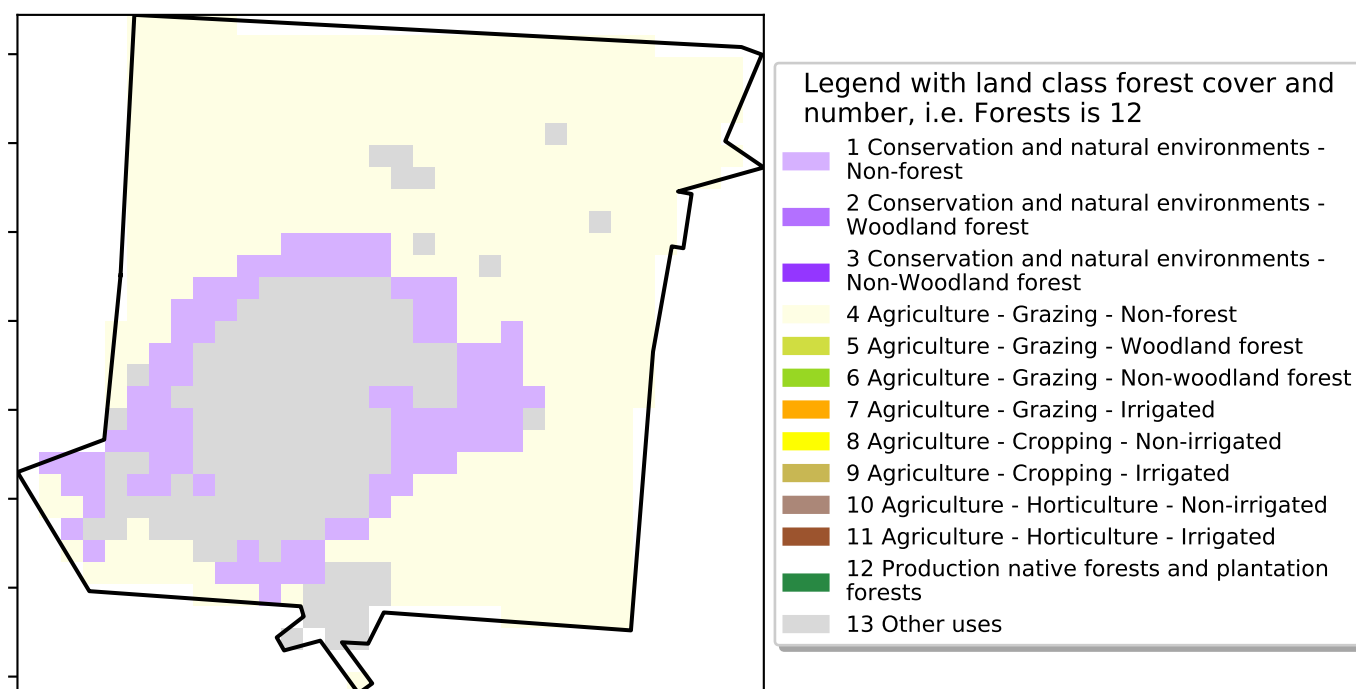 Legend with land class forest cover and
number, i.e. Forests is 12
1 Conservation and natural environments -
Non-forest
2 Conservation and natural environments -
Woodland forest
3 Conservation and natural environments -
Non-Woodland forest
4 Agriculture - Grazing - Non-forest
5 Agriculture - Grazing - Woodland forest
6 Agriculture - Grazing - Non-woodland forest
7 Agriculture - Grazing - Irrigated
8 Agriculture - Cropping - Non-irrigated
9 Agriculture - Cropping - Irrigated
10 Agriculture - Horticulture - Non-irrigated
11 Agriculture - Horticulture - Irrigated
12 Production native forests and plantation
forests
13 Other uses